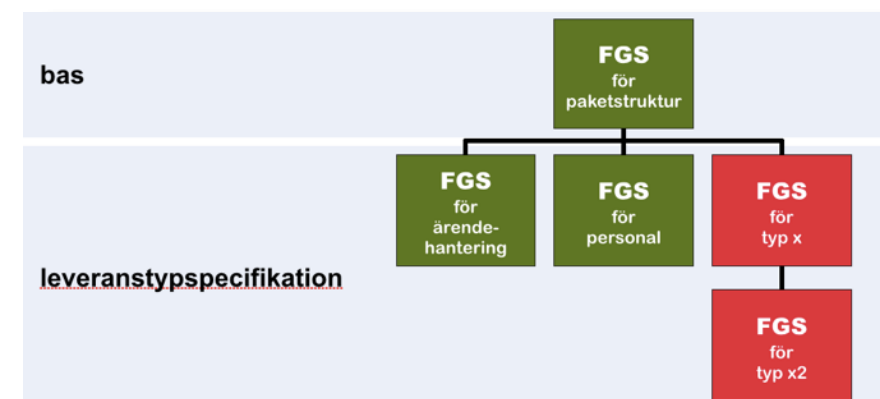 bas
FGS
för
paketstruktur
FGS
för
ärende-
hantering
FGS
för
personal
FGS
för
typ x
leveranstypspecifikation
FGS
för
typ x2